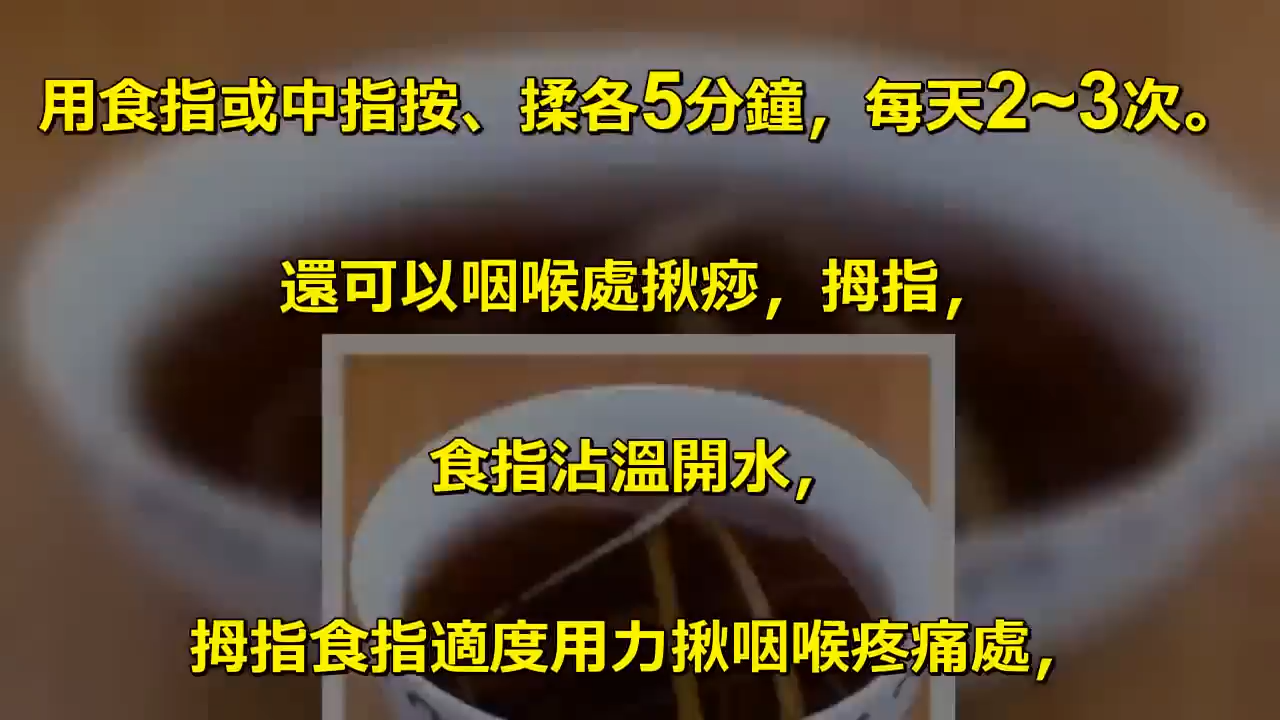 用食指或中指按、揉各5分鐘，每天2~3次。
還可以咽喉處揪痧，拇指，
食指沾溫開水，
拇指食指適度用力揪咽喉疼痛處，